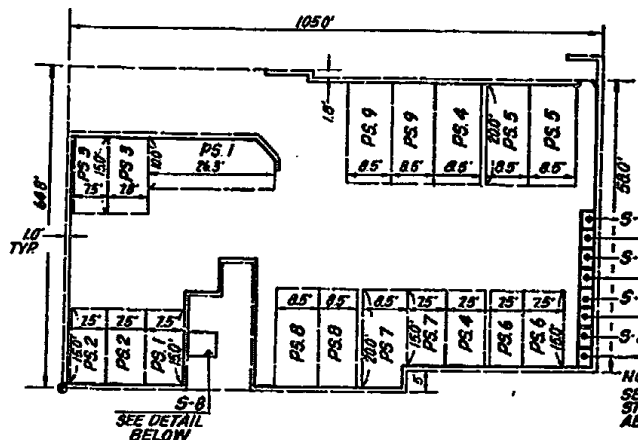 105.0'
64.8'
1.0'
TYP.
PS. 3
15.0'
PS 3
7.5'
7.5'
10.0'
PS. 1
26.3'
1.8'
PS. 9
PS. 9
PS. 4
20.0'
PS. 5
PS. 5
8.5'
8.5'
8.5'
8.5'
8.5'
58.0'
S-
S-
S-
S-
7.5'
7.5'
7.5'
15.0'
PS. 2
PS. 2
PS. 1
15.0'
S-8
SEE DETAIL
BELOW
8.5'
8.5'
8.5'
7.5'
7.5'
7.5'
7.5'
PS. 8
PS. 8
20.0'
PS. 7
15.0'
PS. 7
PS. 4
PS. 6
PS. 6
15.0'
5'